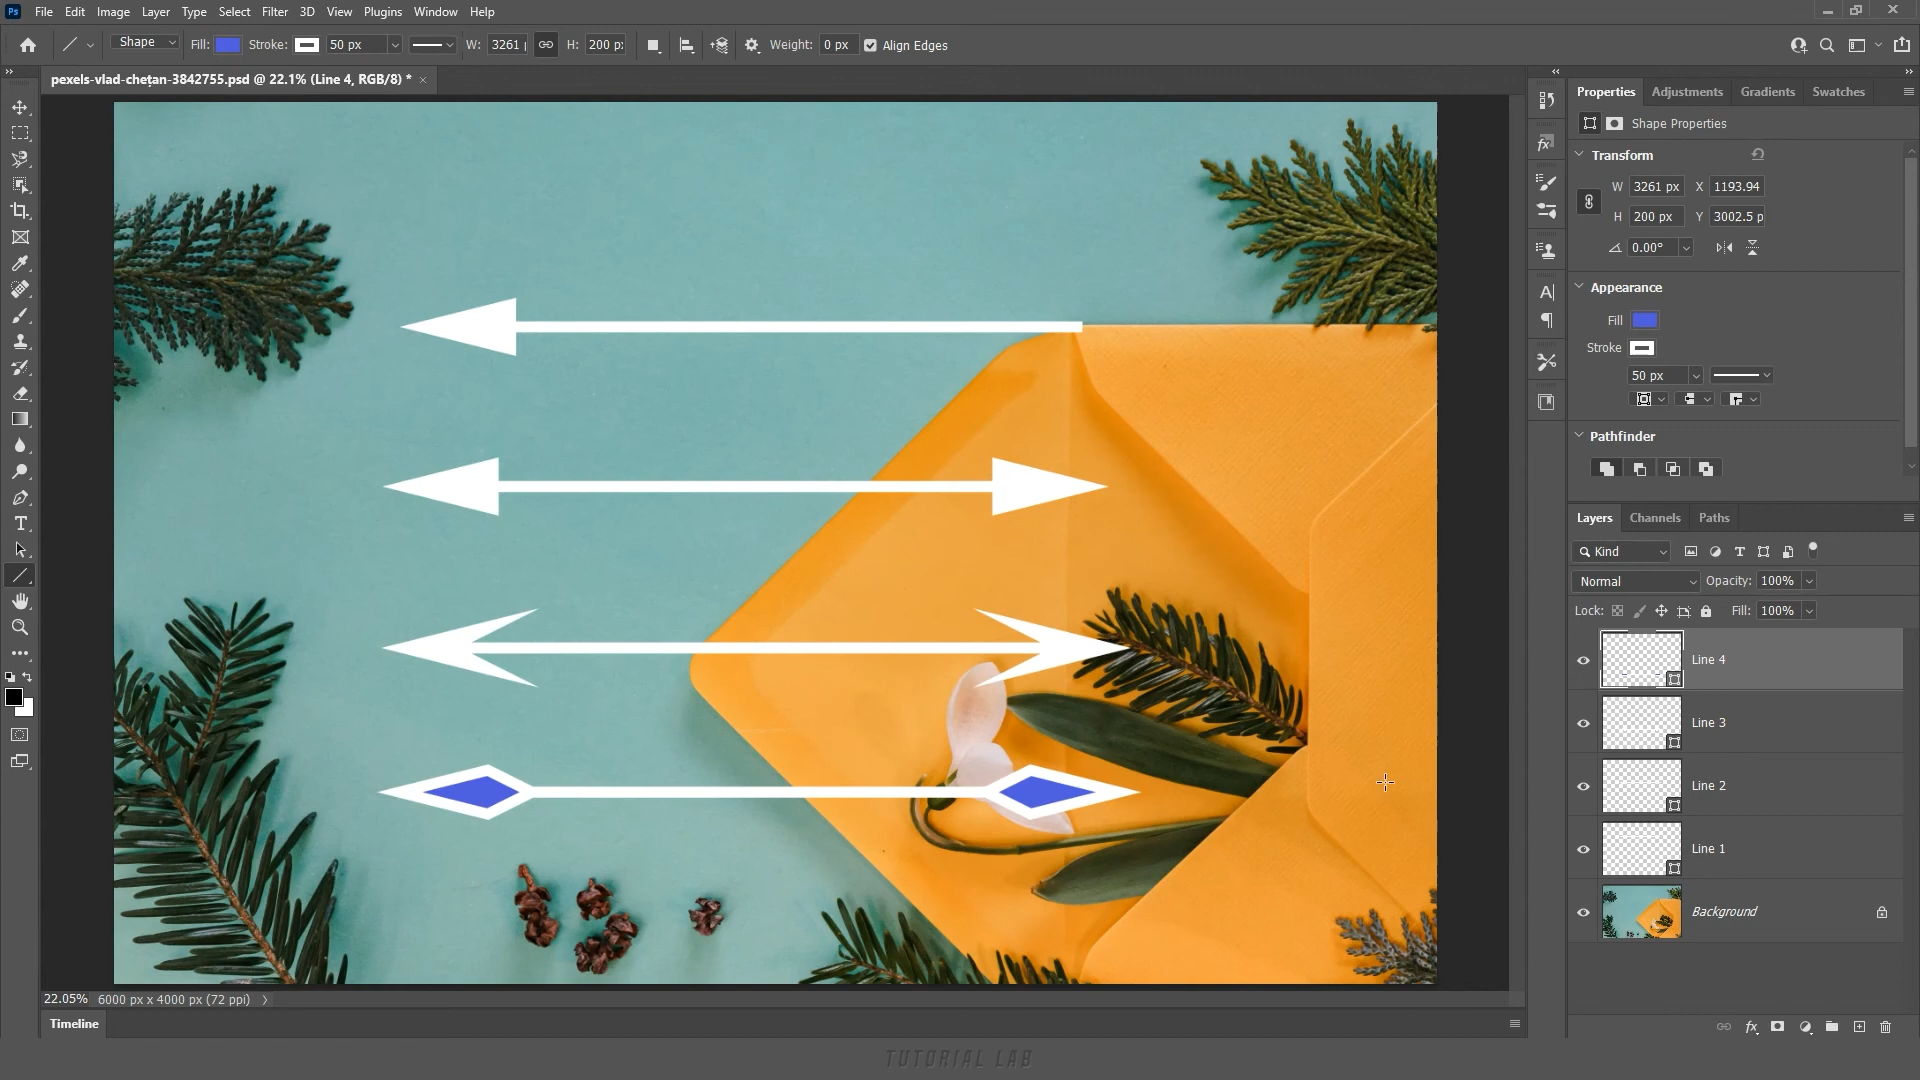 Ps File Edit Image Layer Type Select Filter 3D View Plugins Window Help
Shape Fill: Stroke: 50 px W: 3261 H: 200 px Weight: 0 px Align Edges
pexels-vlad-chețan-3842755.psd @ 22.1% (Line 4, RGB/8) * ×
Properties Adjustments Gradients Swatches
Shape Properties
Transform
W 3261 px X 1193.94
H 200 px Y 3002.5 p
0.00°
Appearance
Fill
Stroke
50 px
Pathfinder
Layers Channels Paths
Kind
Normal Opacity: 100%
Lock: Fill: 100%
Line 4
Line 3
Line 2
Line 1
Background
22.05% 6000 px x 4000 px (72 ppi)
Timeline
TUTORIAL LAB